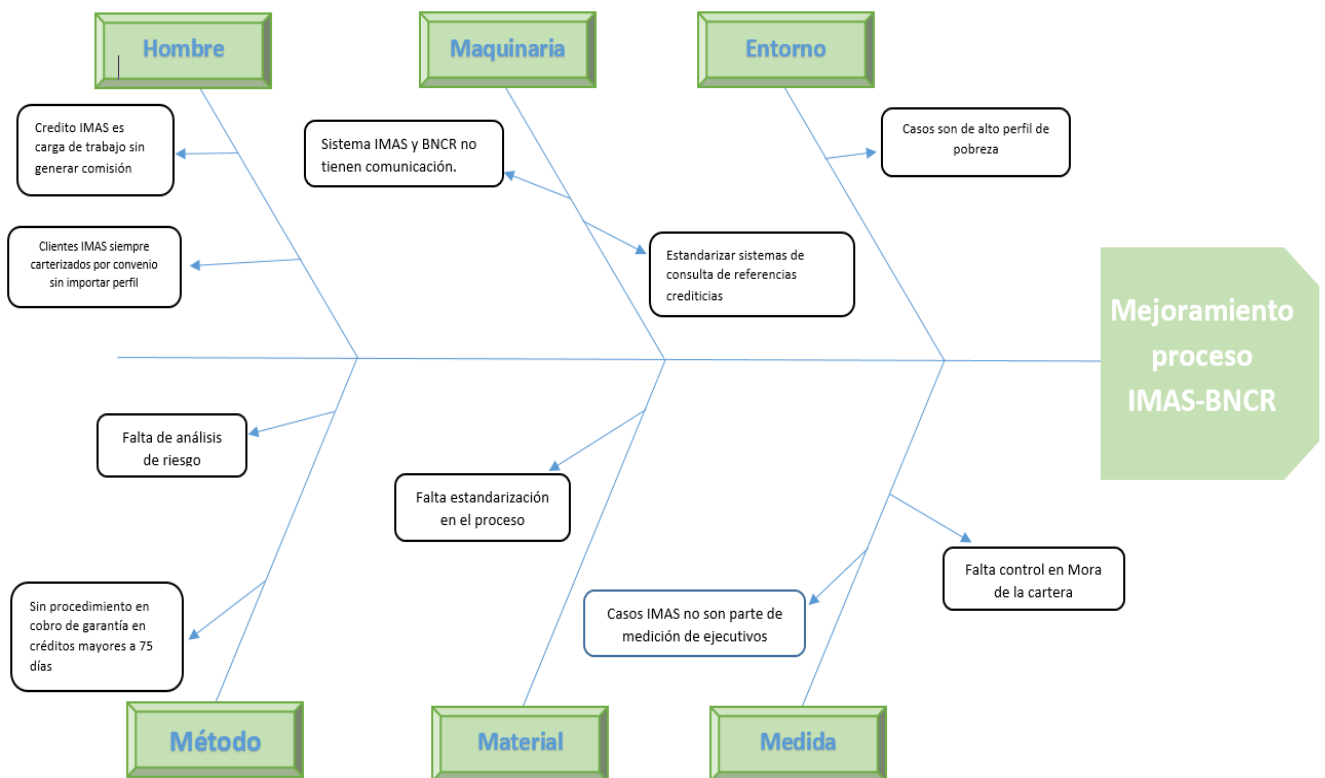 Hombre
Maquinaria
Entorno
Credito IMAS es
carga de trabajo sin
generar comisión
Sistema IMAS y BNCR no
tienen comunicación.
Casos son de alto perfil de
pobreza
Clientes IMAS siempre
carterizados por convenio
sin importar perfil
Estandarizar sistemas de
consulta de referencias
crediticias
Mejoramiento
proceso
IMAS-BNCR
Falta de análisis
de riesgo
Falta estandarización
en el proceso
Falta control en Mora
de la cartera
Sin procedimiento en
cobro de garantía en
créditos mayores a 75
días
Casos IMAS no son parte de
medición de ejecutivos
Método
Material
Medida